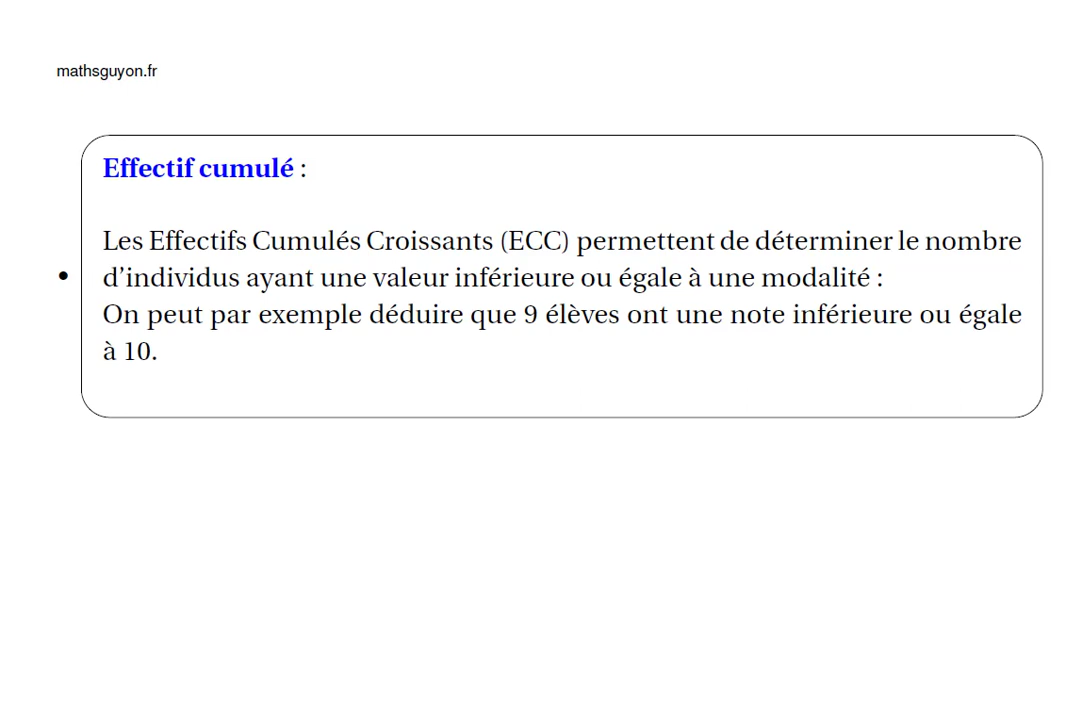 mathsguyon.fr
Effectif cumulé :
Les Effectifs Cumulés Croissants (ECC) permettent de déterminer le nombre
• d’individus ayant une valeur inférieure ou égale à une modalité :
On peut par exemple déduire que 9 élèves ont une note inférieure ou égale
à 10.